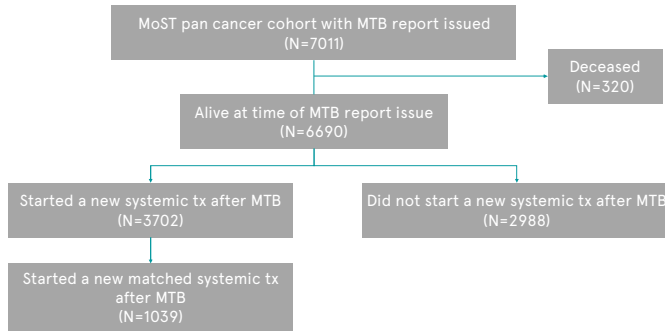 MoST pan cancer cohort with MTB report issued
(N=7011)
Deceased
(N=320)
Alive at time of MTB report issue
(N=6690)
Started a new systemic tx after MTB
(N=3702)
Did not start a new systemic tx after MTB
(N=2988)
Started a new matched systemic tx
after MTB
(N=1039)